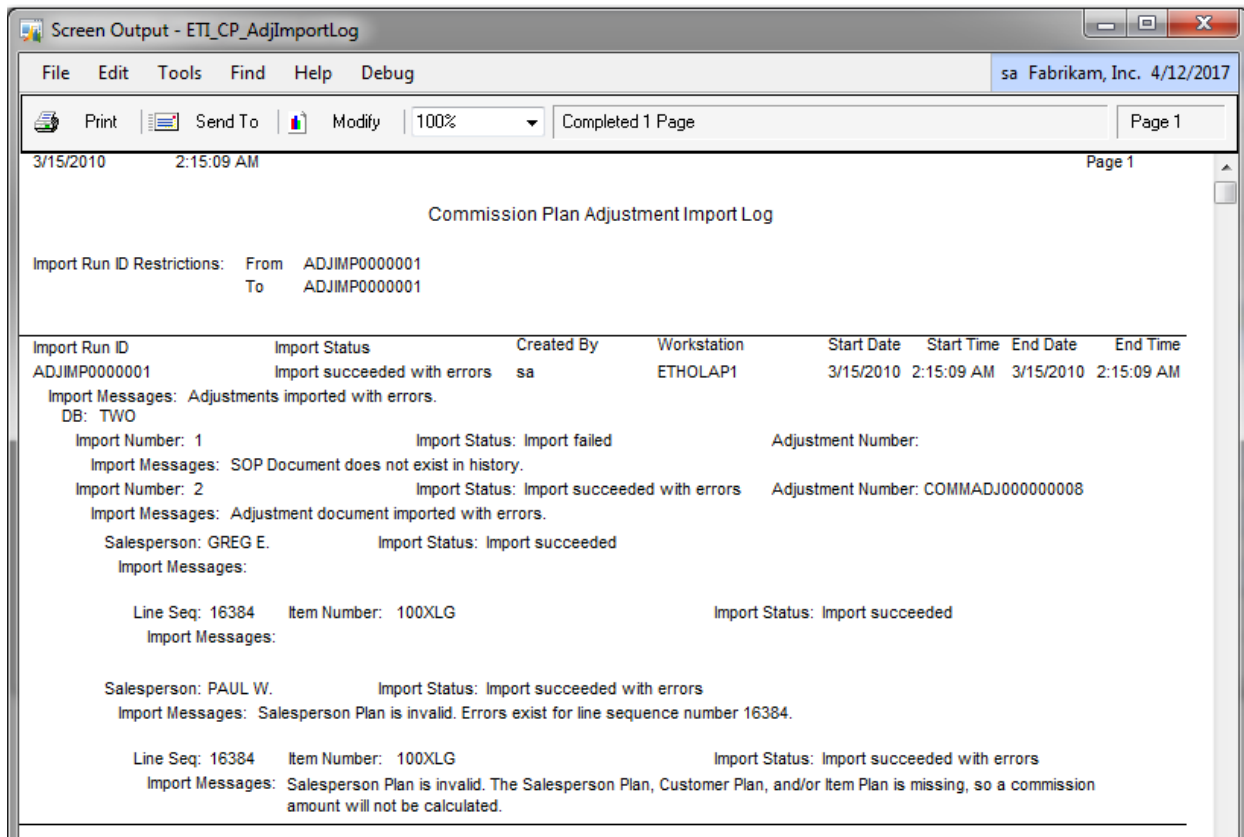 Screen Output - ETI_CP_AdjImportLog
File Edit Tools Find Help Debug sa Fabrikam, Inc. 4/12/2017
Print Send To Modify 100% Completed 1 Page Page 1
3/15/2010 2:15:09 AM Page 1
Commission Plan Adjustment Import Log
Import Run ID Restrictions: From ADJIMP0000001
To ADJIMP0000001
Import Run ID Import Status Created By Workstation Start Date Start Time End Date End Time
ADJIMP0000001 Import succeeded with errors sa ETHOLAP1 3/15/2010 2:15:09 AM 3/15/2010 2:15:09 AM
Import Messages: Adjustments imported with errors.
DB: TWO
Import Number: 1 Import Status: Import failed Adjustment Number:
Import Messages: SOP Document does not exist in history.
Import Number: 2 Import Status: Import succeeded with errors Adjustment Number: COMMADJ000000008
Import Messages: Adjustment document imported with errors.
Salesperson: GREG E. Import Status: Import succeeded
Import Messages:
Line Seq: 16384 Item Number: 100XLG Import Status: Import succeeded
Import Messages:
Salesperson: PAUL W. Import Status: Import succeeded with errors
Import Messages: Salesperson Plan is invalid. Errors exist for line sequence number 16384.
Line Seq: 16384 Item Number: 100XLG Import Status: Import succeeded with errors
Import Messages: Salesperson Plan is invalid. The Salesperson Plan, Customer Plan, and/or Item Plan is missing, so a commission
amount will not be calculated.